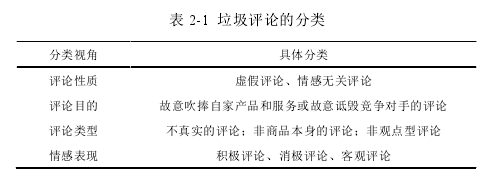 表 2-1 垃圾评论的分类
分类视角 具体分类
评论性质 虚假评论、情感无关评论
评论目的 故意吹捧自家产品和服务或故意诋毁竞争对手的评论
评论类型 不真实的评论；非商品本身的评论；非观点型评论
情感表现 积极评论、消极评论、客观评论